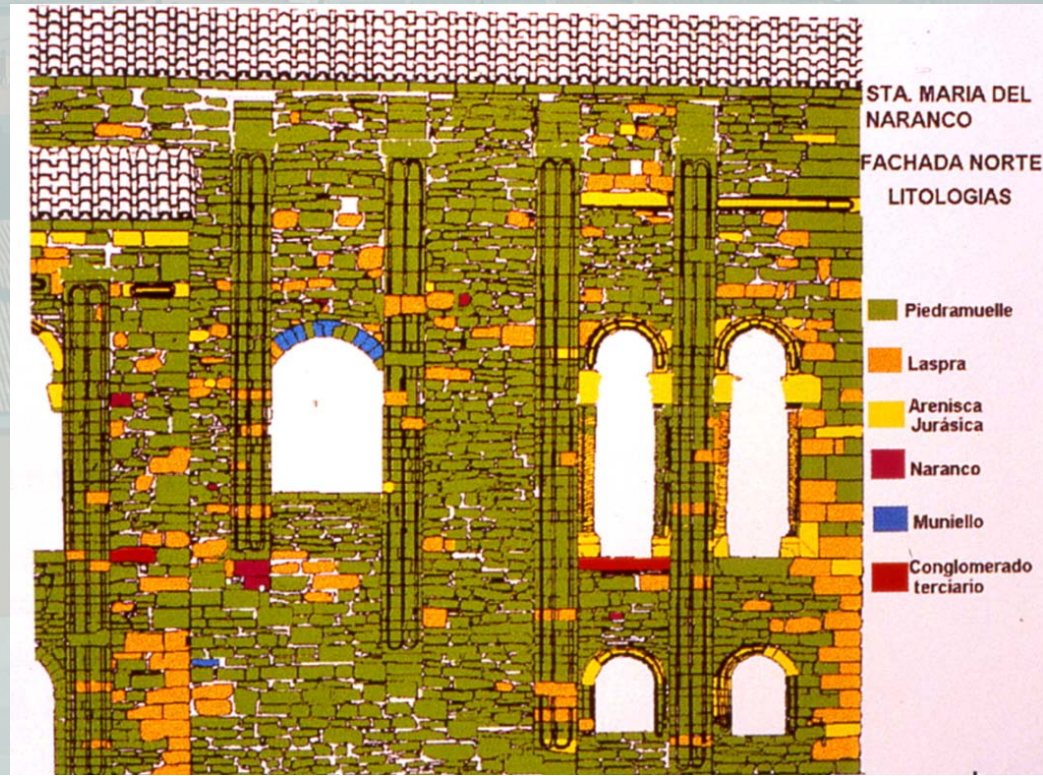 STA. MARIA DEL
NARANCO
FACHADA NORTE
LITOLOGIAS
Piedramuelle
Laspra
Arenisca
Jurásica
Naranco
Muniello
Conglomerado
terciario